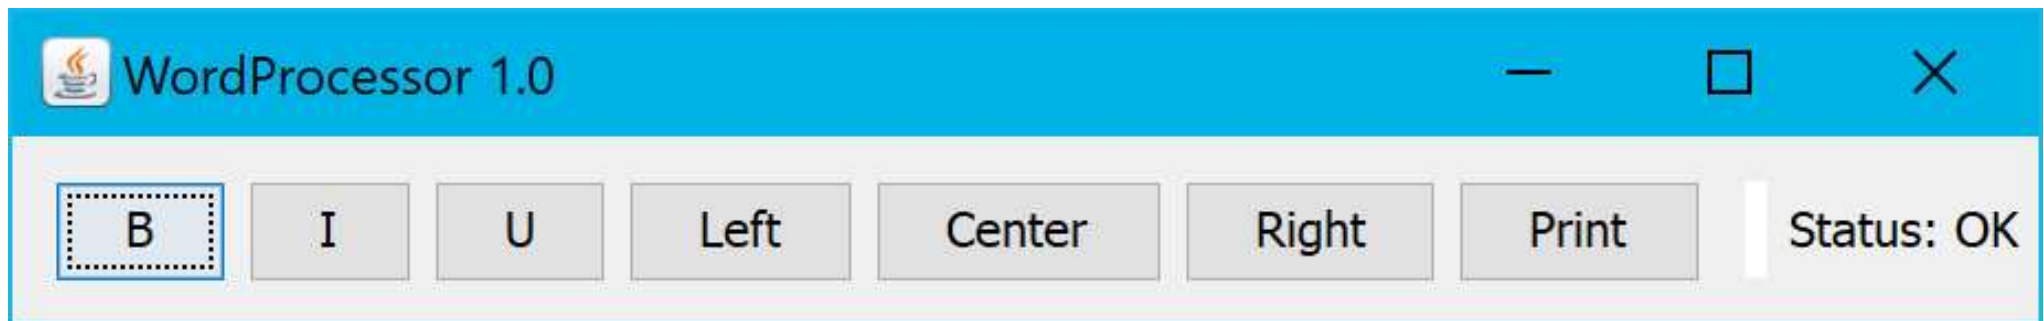 WordProcessor 1.0
B I U Left Center Right Print Status: OK